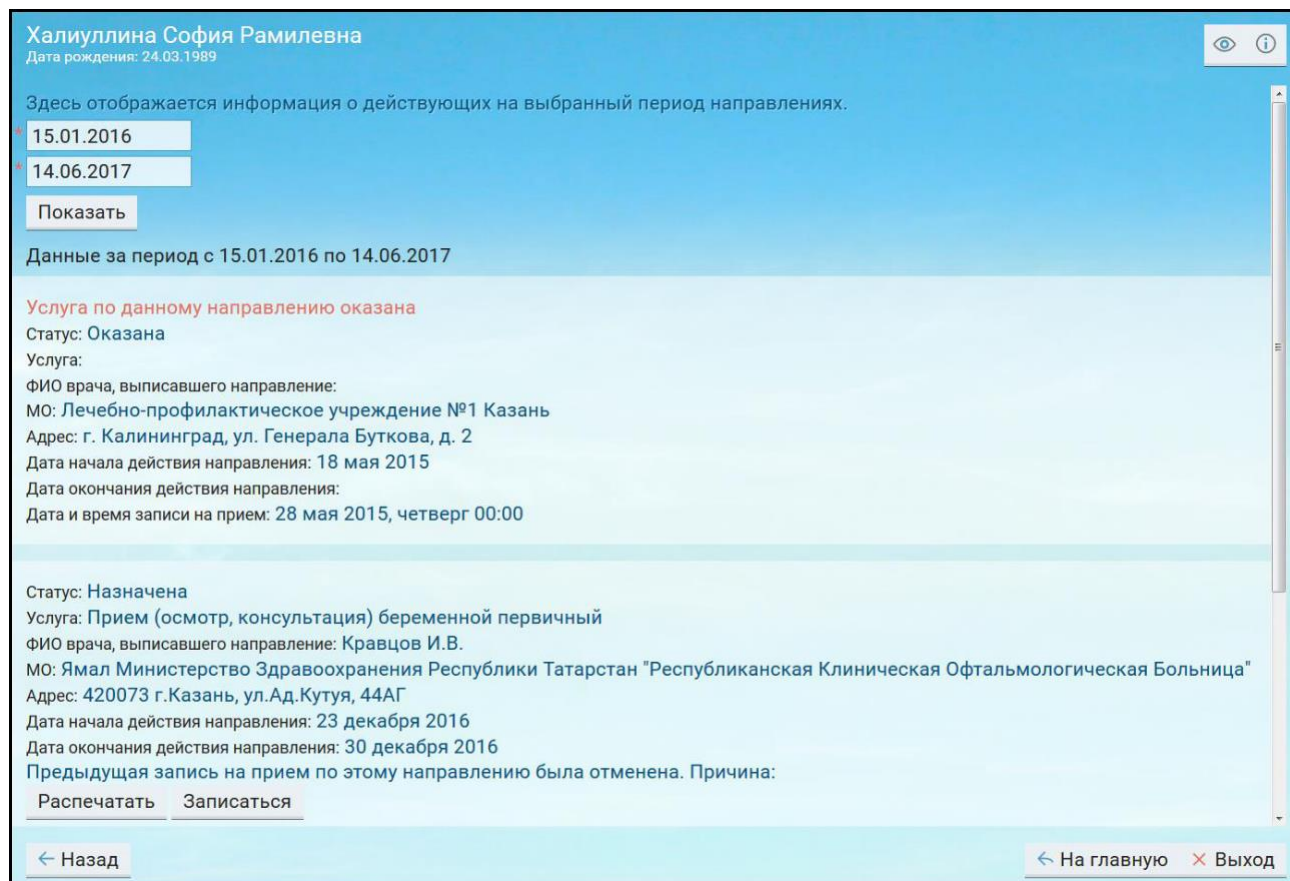 Халиуллина София Рамилевна
Дата рождения: 24.03.1989
Здесь отображается информация о действующих на выбранный период направлениях.
* 15.01.2016
* 14.06.2017
Показать
Данные за период с 15.01.2016 по 14.06.2017
Услуга по данному направлению оказана
Статус: Оказана
Услуга:
ФИО врача, выписавшего направление:
МО: Лечебно-профилактическое учреждение №1 Казань
Адрес: г. Калининград, ул. Генерала Буткова, д. 2
Дата начала действия направления: 18 мая 2015
Дата окончания действия направления:
Дата и время записи на прием: 28 мая 2015, четверг 00:00
Статус: Назначена
Услуга: Прием (осмотр, консультация) беременной первичный
ФИО врача, выписавшего направление: Кравцов И.В.
МО: Ямал Министерство Здравоохранения Республики Татарстан "Республиканская Клиническая Офтальмологическая Больница"
Адрес: 420073 г.Казань, ул.Ад.Кутуя, 44АГ
Дата начала действия направления: 23 декабря 2016
Дата окончания действия направления: 30 декабря 2016
Предыдущая запись на прием по этому направлению была отменена. Причина:
Распечатать Записаться
Назад На главную Выход